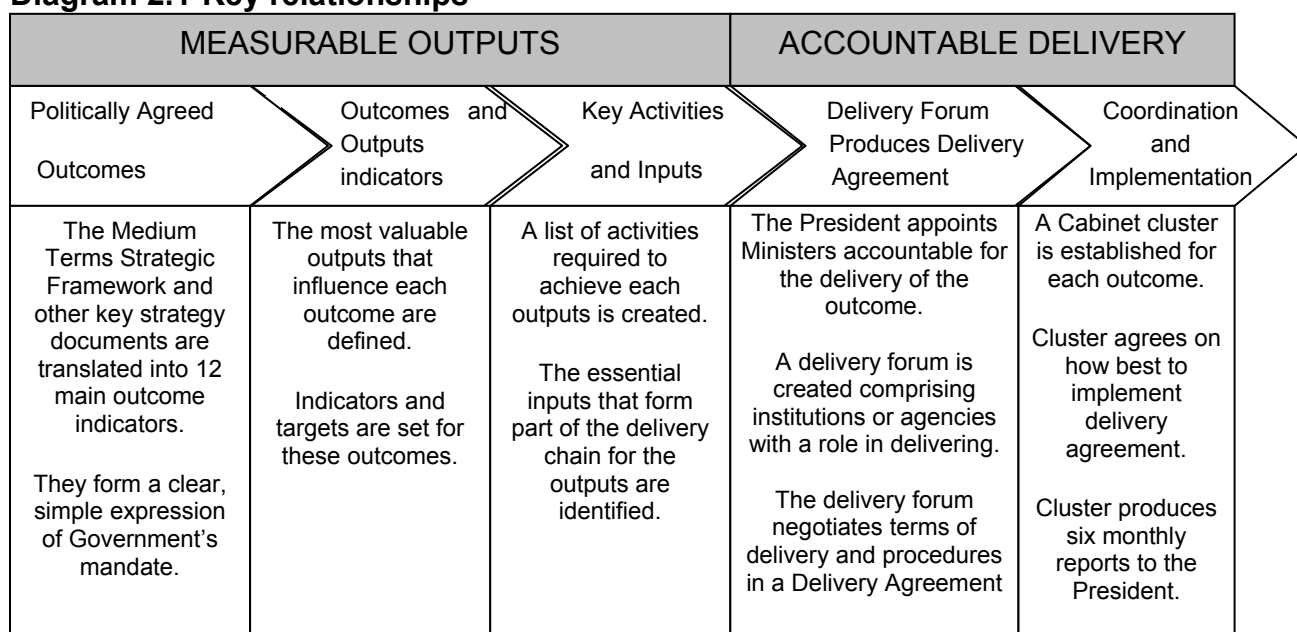 Diagram 2.1 Key relationships
MEASURABLE OUTPUTS
ACCOUNTABLE DELIVERY
Politically Agreed
Outcomes
Outcomes and
Outputs
indicators
Key Activities
and Inputs
Delivery Forum
Produces Delivery
Agreement
Coordination
and
Implementation
The Medium
Terms Strategic
Framework and
other key strategy
documents are
translated into 12
main outcome
indicators.
They form a clear,
simple expression
of Government's
mandate.
The most valuable
outputs that
influence each
outcome are
defined.
Indicators and
targets are set for
these outcomes.
A list of activities
required to
achieve each
outputs is created.
The essential
inputs that form
part of the delivery
chain for the
outputs are
identified.
The President appoints
Ministers accountable for
the delivery of the
outcome.
A delivery forum is
created comprising
institutions or agencies
with a role in delivering.
The delivery forum
negotiates terms of
delivery and procedures
in a Delivery Agreement
A Cabinet cluster
is established for
each outcome.
Cluster agrees on
how best to
implement
delivery
agreement.
Cluster produces
six monthly
reports to the
President.